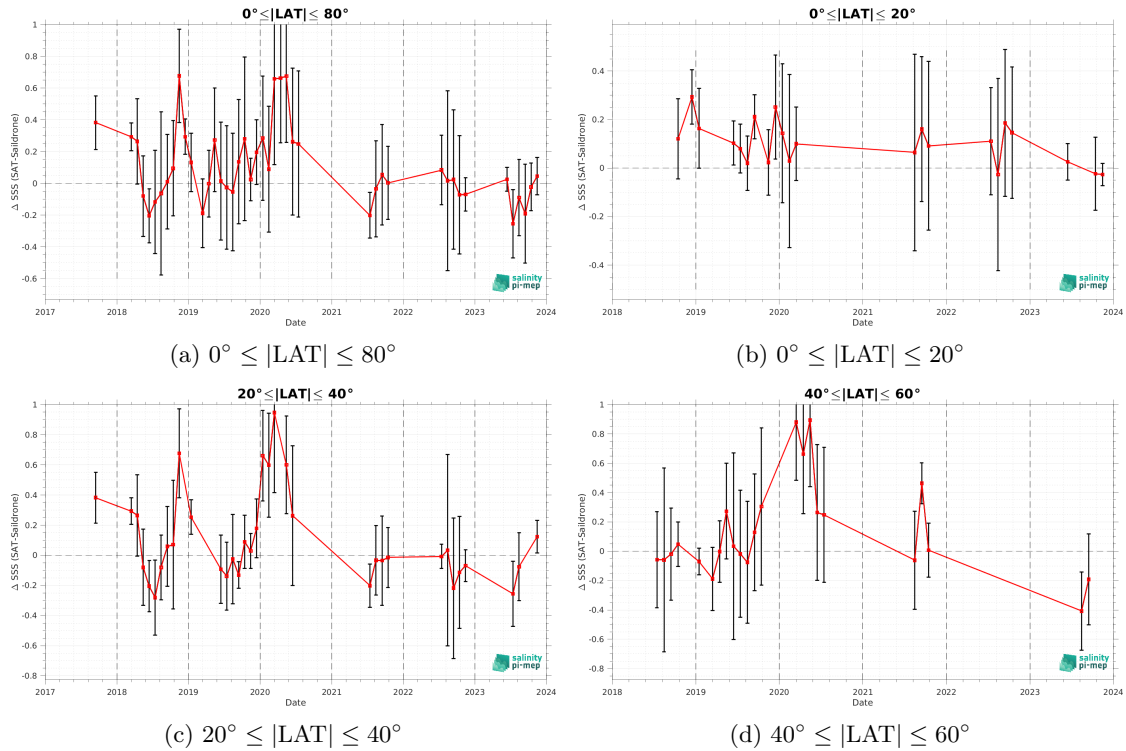 0°≤|LAT|≤ 80°
Δ SSS (SAT-Saildrone)
1
0.8
0.6
0.4
0.2
0
-0.2
-0.4
-0.6
2017
2018
2019
2020
2021
2022
2023
2024
Date
salinity
pi-mep
(a) 0° ≤ |LAT| ≤ 80°
0°≤|LAT|≤ 20°
Δ SSS (SAT-Saildrone)
0.4
0.2
0
-0.2
-0.4
2018
2019
2020
2021
2022
2023
2024
Date
salinity
pi-mep
(b) 0° ≤ |LAT| ≤ 20°
20°≤|LAT|≤ 40°
Δ SSS (SAT-Saildrone)
1
0.8
0.6
0.4
0.2
0
-0.2
-0.4
-0.6
-0.8
2017
2018
2019
2020
2021
2022
2023
2024
Date
salinity
pi-mep
(c) 20° ≤ |LAT| ≤ 40°
40°≤|LAT|≤ 60°
Δ SSS (SAT-Saildrone)
1
0.8
0.6
0.4
0.2
0
-0.2
-0.4
-0.6
-0.8
2018
2019
2020
2021
2022
2023
2024
Date
salinity
pi-mep
(d) 40° ≤ |LAT| ≤ 60°